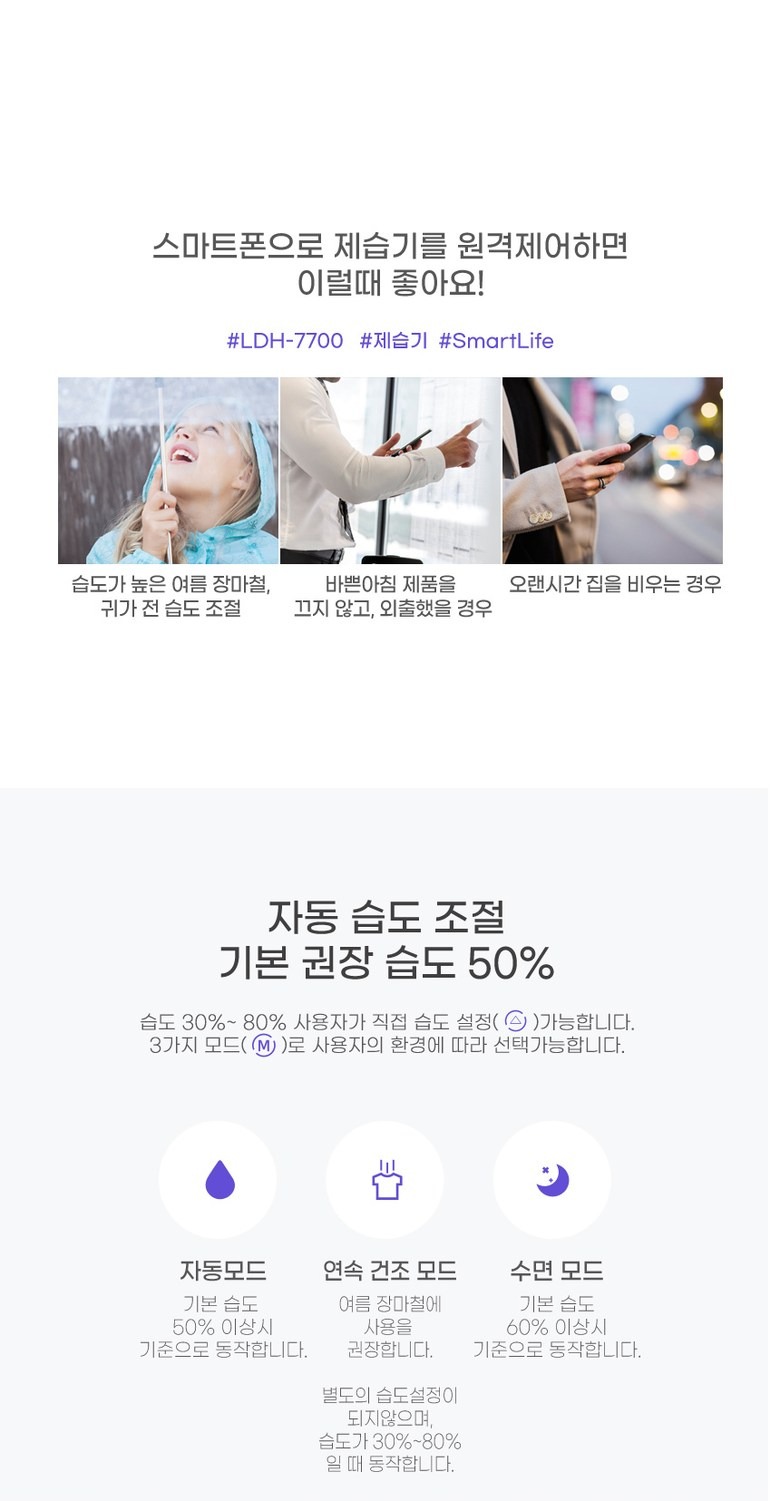 스마트폰으로 제습기를 원격제어하면
이럴때 좋아요!
#LDH-7700 #제습기 #SmartLife
습도가 높은 여름 장마철,
귀가 전 습도 조절
바쁜아침 제품을
끄지 않고, 외출했을 경우
오랜시간 집을 비우는 경우
자동 습도 조절
기본 권장 습도 50%
습도 30%~ 80% 사용자가 직접 습도 설정( )가능합니다.
3가지 모드( M )로 사용자의 환경에 따라 선택가능합니다.
자동모드
기본 습도
50% 이상시
기준으로 동작합니다.
연속 건조 모드
여름 장마철에
사용을
권장합니다.
별도의 습도설정이
되지않으며,
습도가 30%~80%
일 때 동작합니다.
수면 모드
기본 습도
60% 이상시
기준으로 동작합니다.